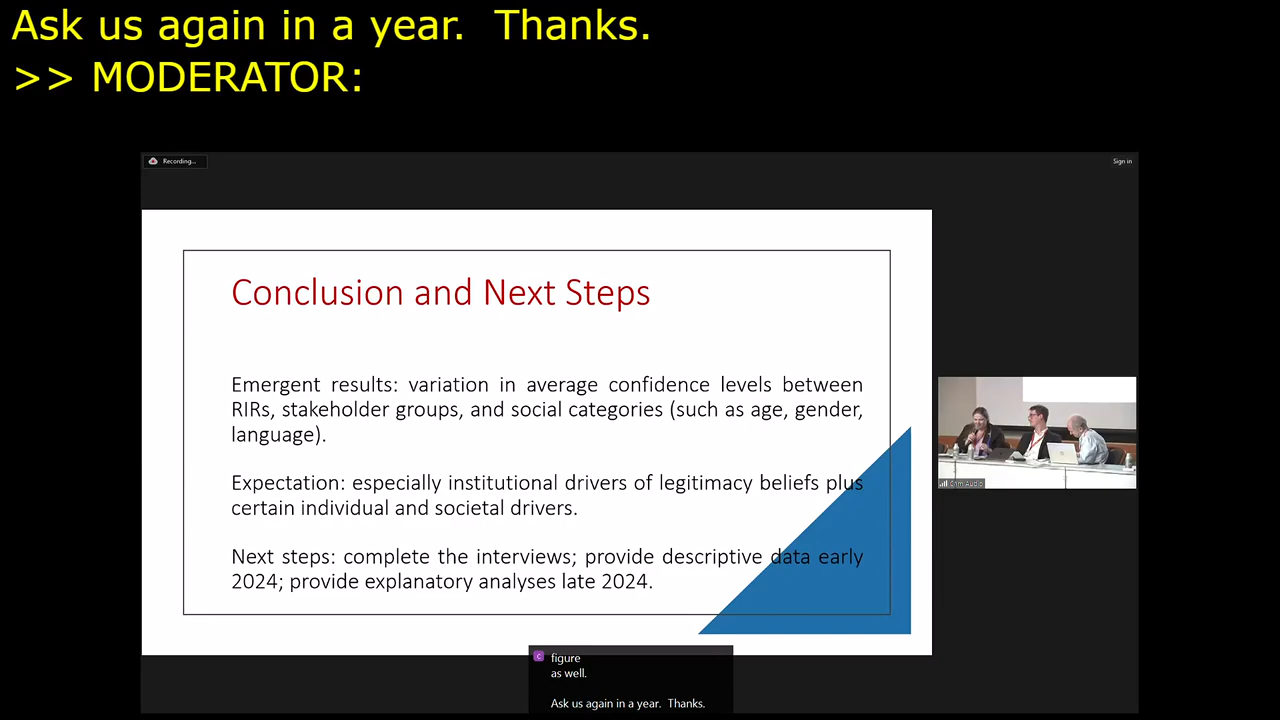 Ask us again in a year.  Thanks.
>> MODERATOR:
Recording...
Sign in
Conclusion and Next Steps
Emergent results: variation in average confidence levels between
RIRs, stakeholder groups, and social categories (such as age, gender,
language).
Expectation: especially institutional drivers of legitimacy beliefs plus
certain individual and societal drivers.
Next steps: complete the interviews; provide descriptive data early
2024; provide explanatory analyses late 2024.
C
figure
as well.
Ask us again in a year.  Thanks.